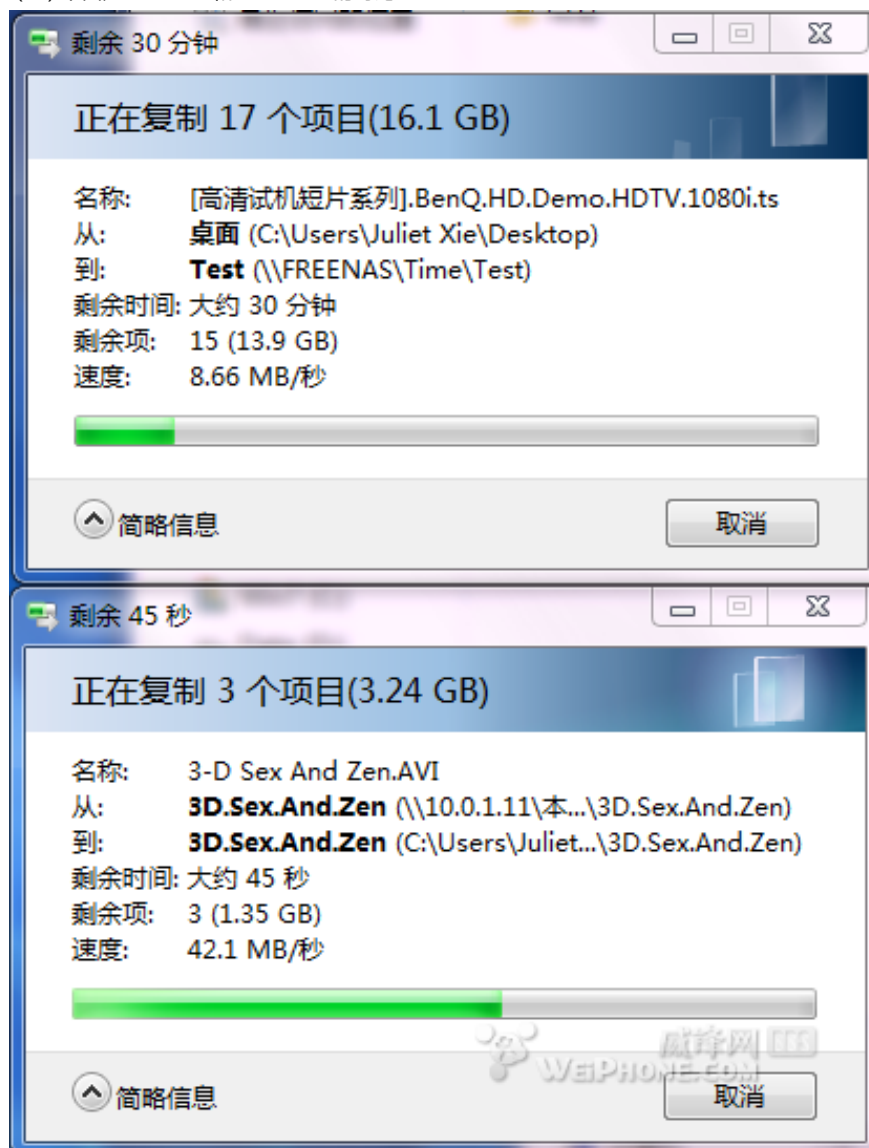 剩余 30 分钟
正在复制 17 个项目(16.1 GB)
名称: [高清试机短片系列].BenQ.HD.Demo.HDTV.1080i.ts
从: 桌面 (C:\Users\Juliet Xie\Desktop)
到: Test (\\FREENAS\Time\Test)
剩余时间: 大约 30 分钟
剩余项: 15 (13.9 GB)
速度: 8.66 MB/秒
简略信息 取消
剩余 45 秒
正在复制 3 个项目(3.24 GB)
名称: 3-D Sex And Zen.AVI
从: 3D.Sex.And.Zen (\\10.0.1.11\本...\3D.Sex.And.Zen)
到: 3D.Sex.And.Zen (C:\Users\Juliet...\3D.Sex.And.Zen)
剩余时间: 大约 45 秒
剩余项: 3 (1.35 GB)
速度: 42.1 MB/秒
威锋网
WEIPHONE.COM
简略信息 取消